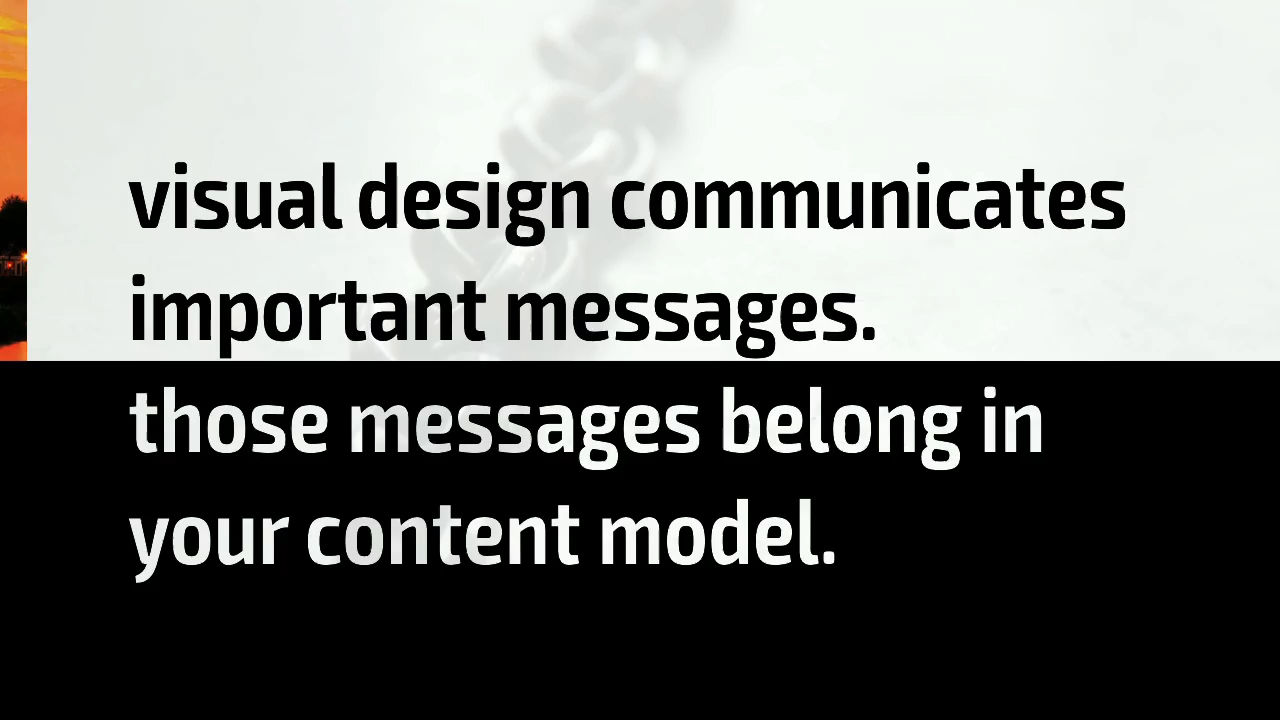 visual design communicates
important messages.
those messages belong in
your content model.